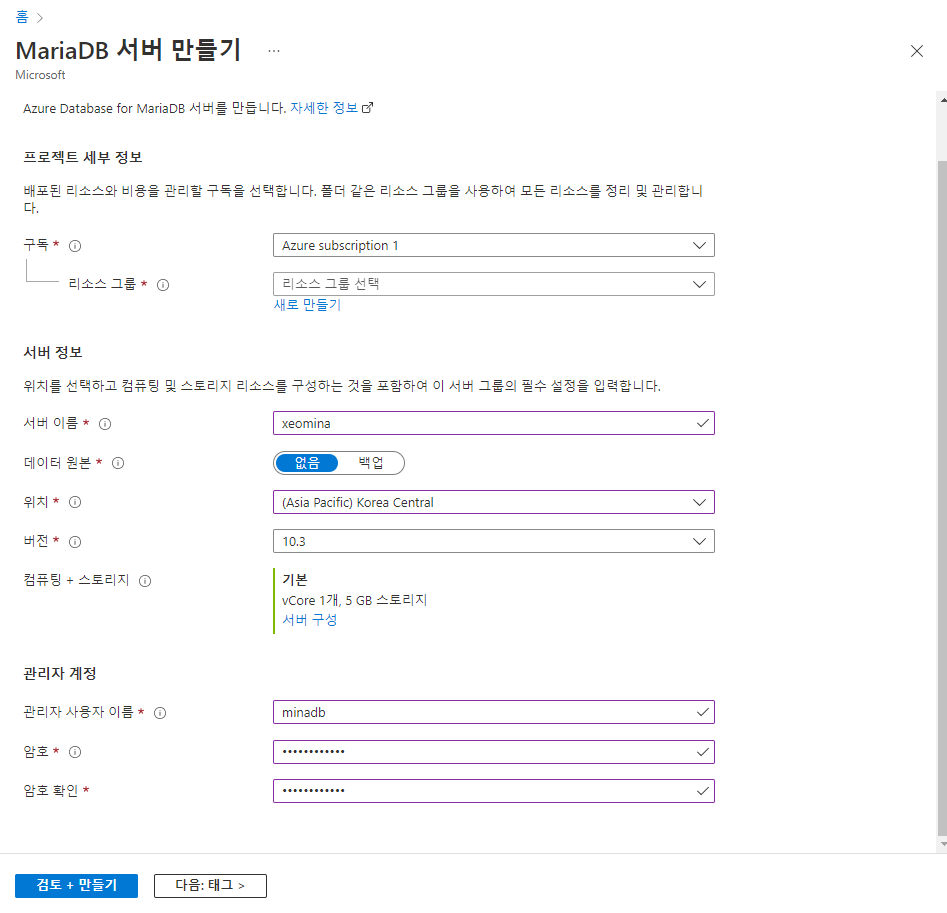 홈 >
MariaDB 서버 만들기 ...
Microsoft
Azure Database for MariaDB 서버를 만듭니다. 자세한 정보
프로젝트 세부 정보
배포된 리소스와 비용을 관리할 구독을 선택합니다. 폴더 같은 리소스 그룹을 사용하여 모든 리소스를 정리 및 관리합니
다.
구독 * Azure subscription 1
리소스 그룹 * 리소스 그룹 선택
새로 만들기
서버 정보
위치를 선택하고 컴퓨팅 및 스토리지 리소스를 구성하는 것을 포함하여 이 서버 그룹의 필수 설정을 입력합니다.
서버 이름 * xeomina
데이터 원본 * 없음 백업
위치 * (Asia Pacific) Korea Central
버전 * 10.3
컴퓨팅 + 스토리지 기본
vCore 1개, 5 GB 스토리지
서버 구성
관리자 계정
관리자 사용자 이름 * minadb
암호 * ••••••••••••
암호 확인 * ••••••••••••
검토 + 만들기 다음: 태그 >